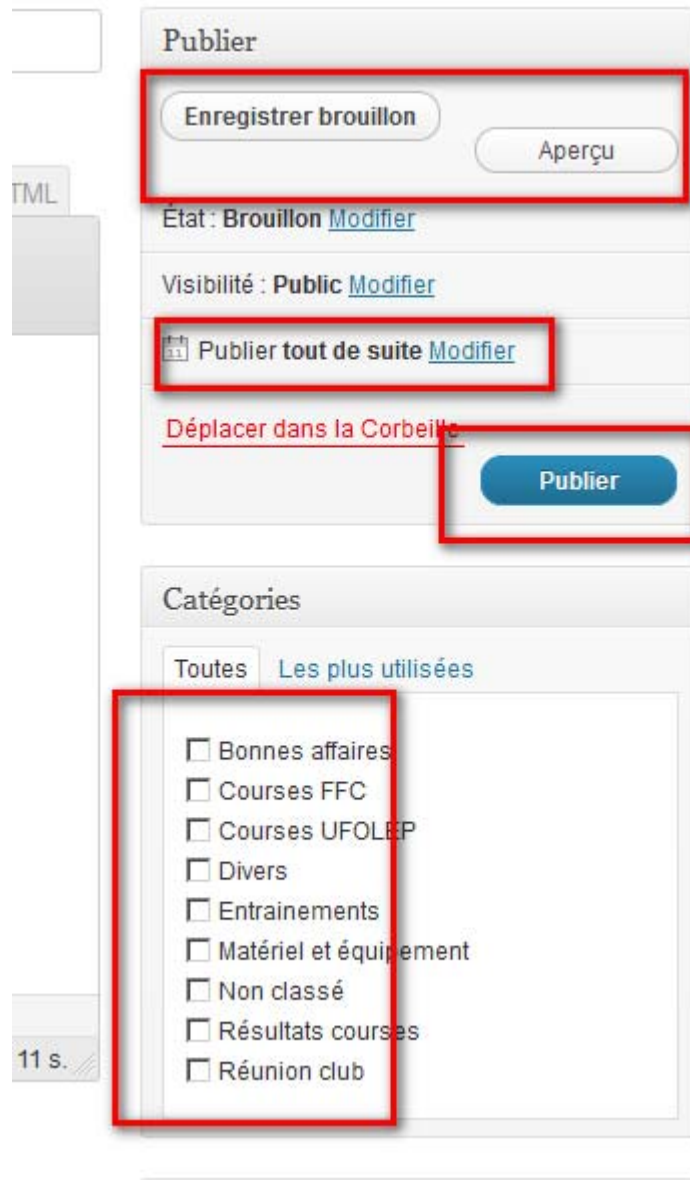 Publier
Enregistrer brouillon
Aperçu
TML
État : Brouillon Modifier
Visibilité : Public Modifier
11 Publier tout de suite Modifier
Déplacer dans la Corbeille
Publier
Catégories
Toutes Les plus utilisées
Bonnes affaires
Courses FFC
Courses UFOLEP
Divers
Entrainements
Matériel et équipement
Non classé
Résultats courses
11 s.
Réunion club